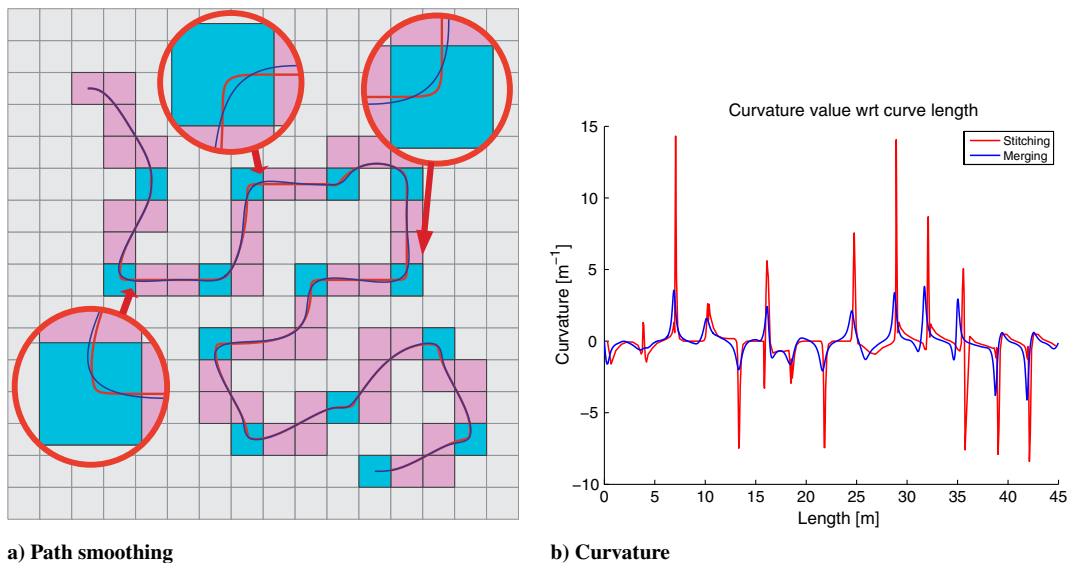 Curvature value wrt curve length
15
Stitching
Merging
10
5
0
−5
−10
Curvature [m⁻¹]
0 5 10 15 20 25 30 35 40 45
Length [m]
a) Path smoothing
b) Curvature